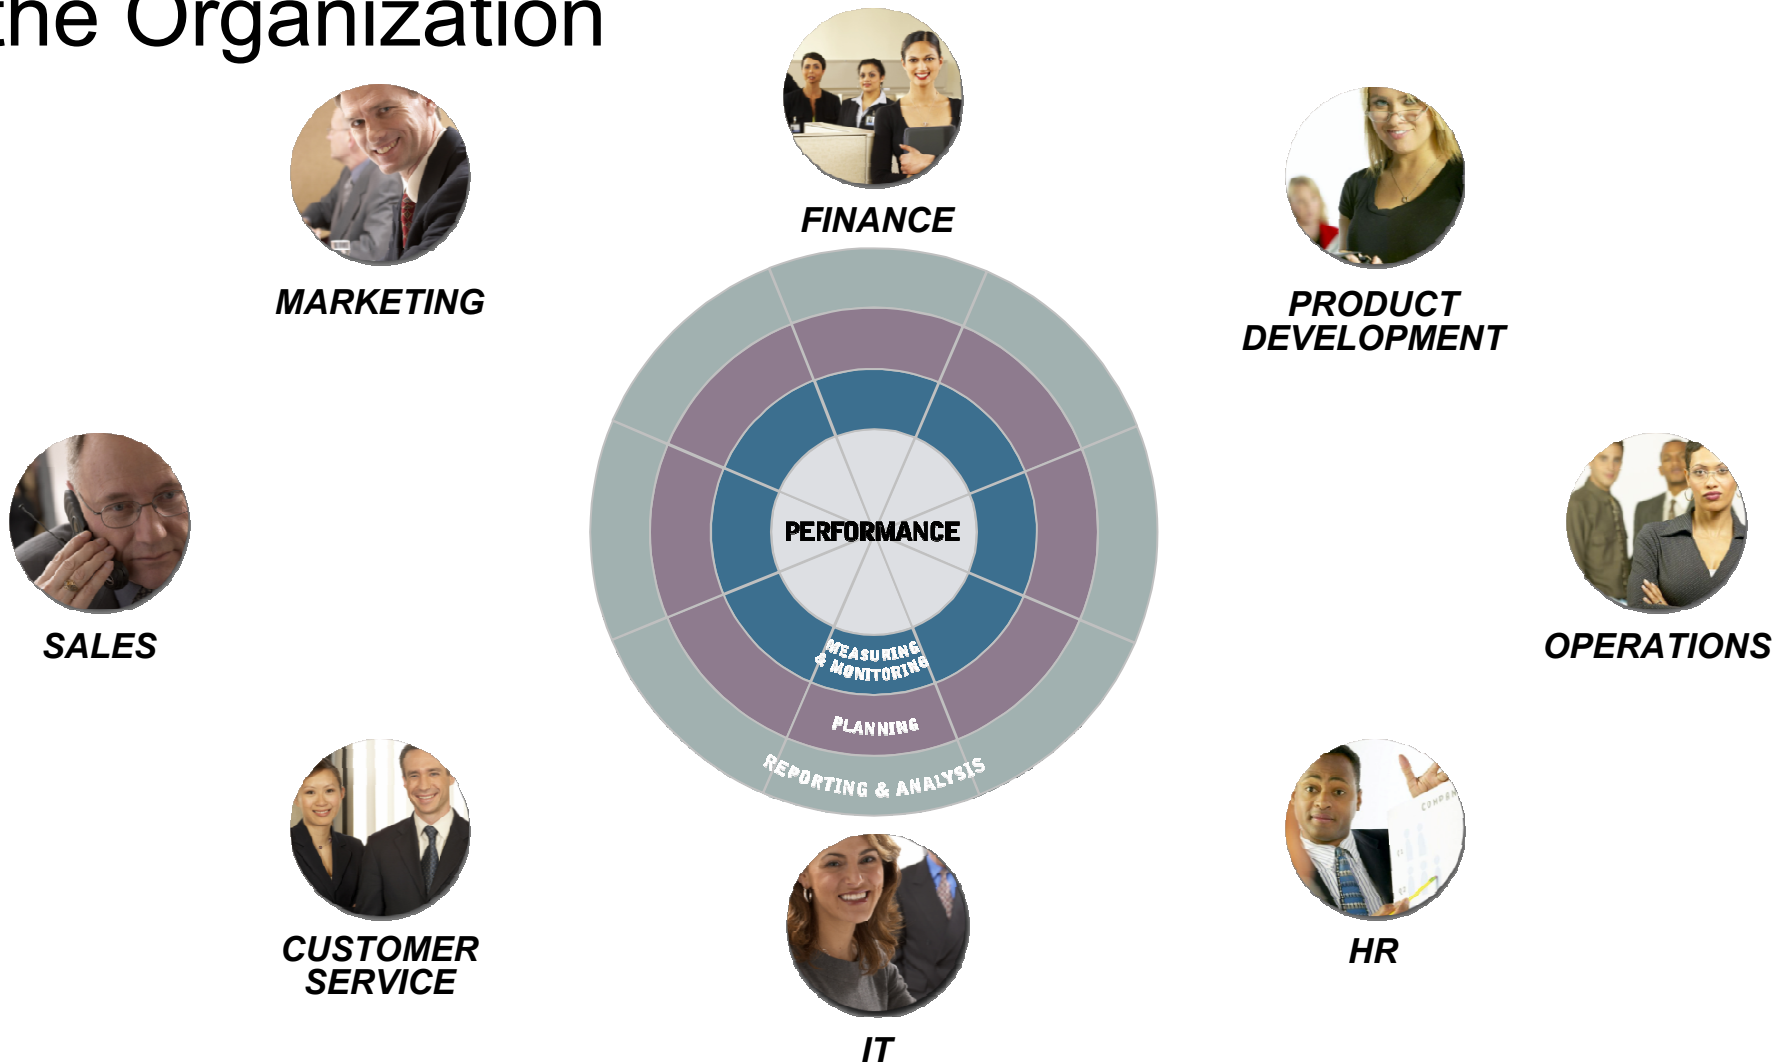 the Organization
FINANCE
MARKETING
PRODUCT
DEVELOPMENT
PERFORMANCE
SALES
OPERATIONS
MEASURING
& MONITORING
PLANNING
REPORTING & ANALYSIS
CUSTOMER
SERVICE
HR
IT